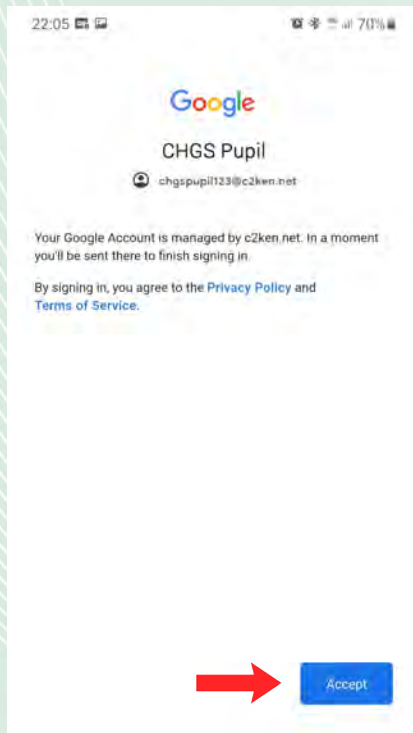 22:05 70%
Google
CHGS Pupil
chgspupil123@c2ken.net
Your Google Account is managed by c2ken.net. In a moment
you'll be sent there to finish signing in.
By signing in, you agree to the Privacy Policy and
Terms of Service.
Accept